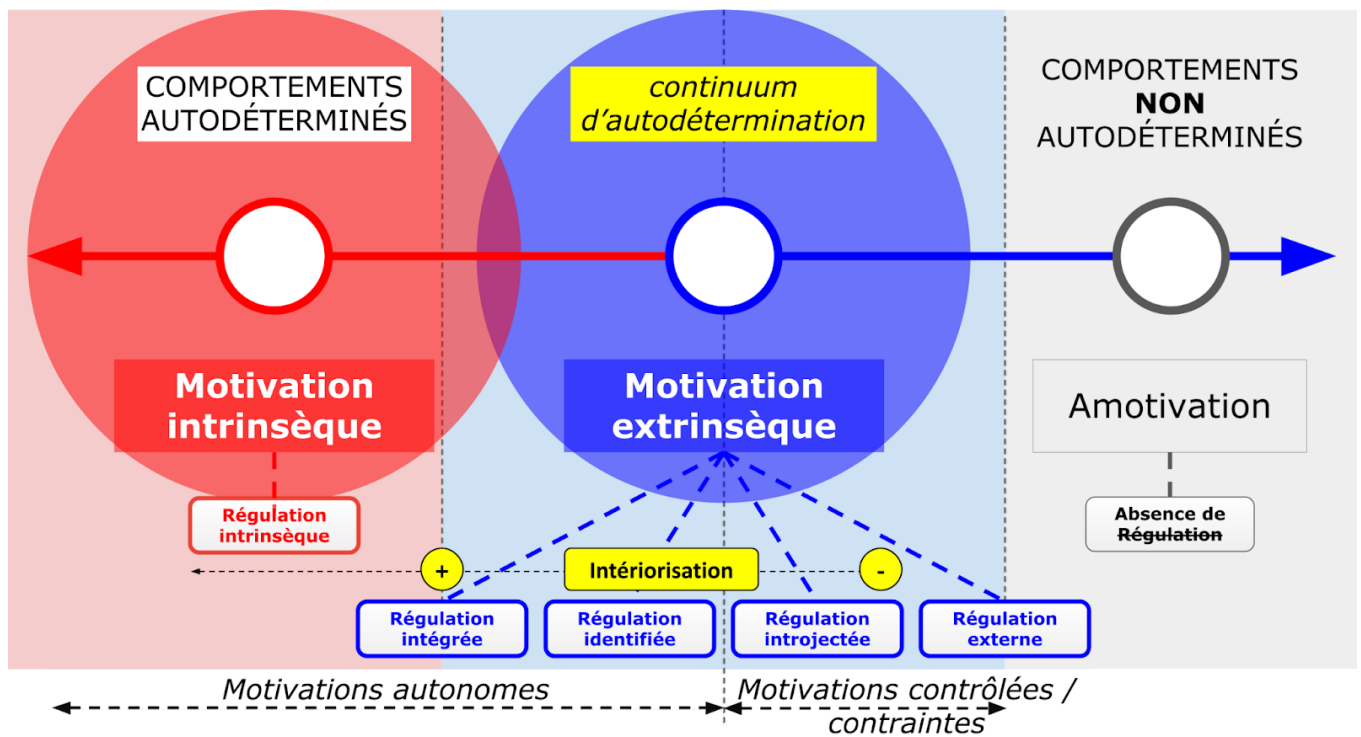 COMPORTEMENTS
AUTODÉTERMINÉS
continuum
d'autodétermination
COMPORTEMENTS
NON
AUTODÉTERMINÉS
Motivation
intrinsèque
Motivation
extrinsèque
Amotivation
Régulation
intrinsèque
Absence de
Régulation
+
Intériorisation
-
Régulation
intégrée
Régulation
identifiée
Régulation
introjectée
Régulation
externe
Motivations autonomes
Motivations contrôlées /
contraintes